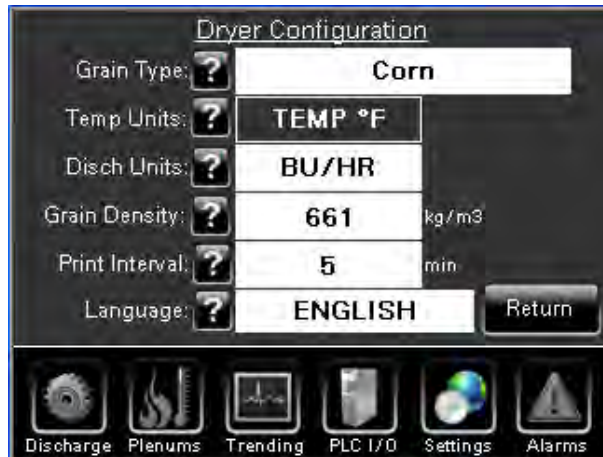 Dryer Configuration
Grain Type: ? Corn
Temp Units: ? TEMP °F
Disch Units: ? BU/HR
Grain Density: ? 661 kg/m3
Print Interval: ? 5 min
Language: ? ENGLISH Return
Discharge Plenums Trending PLC I/O Settings Alarms